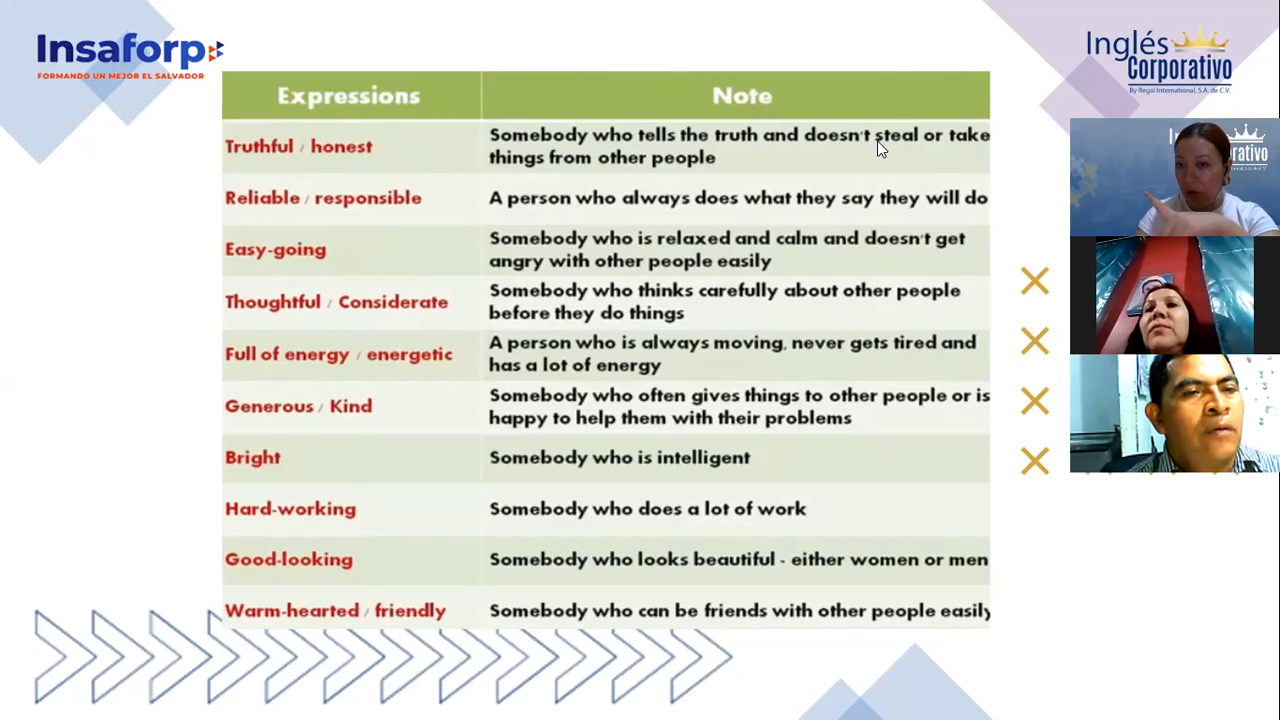 Insaforp
FORMANDO UN MEJOR EL SALVADOR
Inglés
Corporativo
By Regal International, S.A. de C.V.
Expressions Note
Truthful / honest
Somebody who tells the truth and doesn't steal or take
things from other people
Reliable / responsible
A person who always does what they say they will do
Easy-going
Somebody who is relaxed and calm and doesn't get
angry with other people easily
Thoughtful / Considerate
Somebody who thinks carefully about other people
before they do things
Full of energy / energetic
A person who is always moving, never gets tired and
has a lot of energy
Generous / Kind
Somebody who often gives things to other people or is
happy to help them with their problems
Bright
Somebody who is intelligent
Hard-working
Somebody who does a lot of work
Good-looking
Somebody who looks beautiful - either women or men
Warm-hearted / friendly
Somebody who can be friends with other people easily